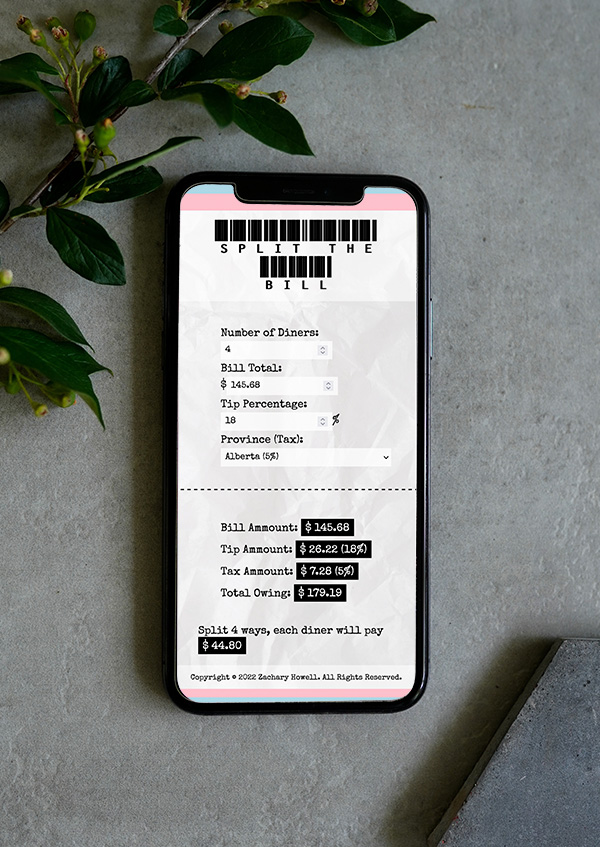 SPLIT THE
BILL
Number of Diners:
4
Bill Total:
$ 145.68
Tip Percentage:
18 %
Province (Tax):
Alberta (5%)
Bill Ammount: $ 145.68
Tip Ammount: $ 26.22 (18%)
Tax Amount: $ 7.28 (5%)
Total Owing: $ 179.19
Split 4 ways, each diner will pay
$ 44.80
Copyright © 2022 Zachary Howell. All Rights Reserved.